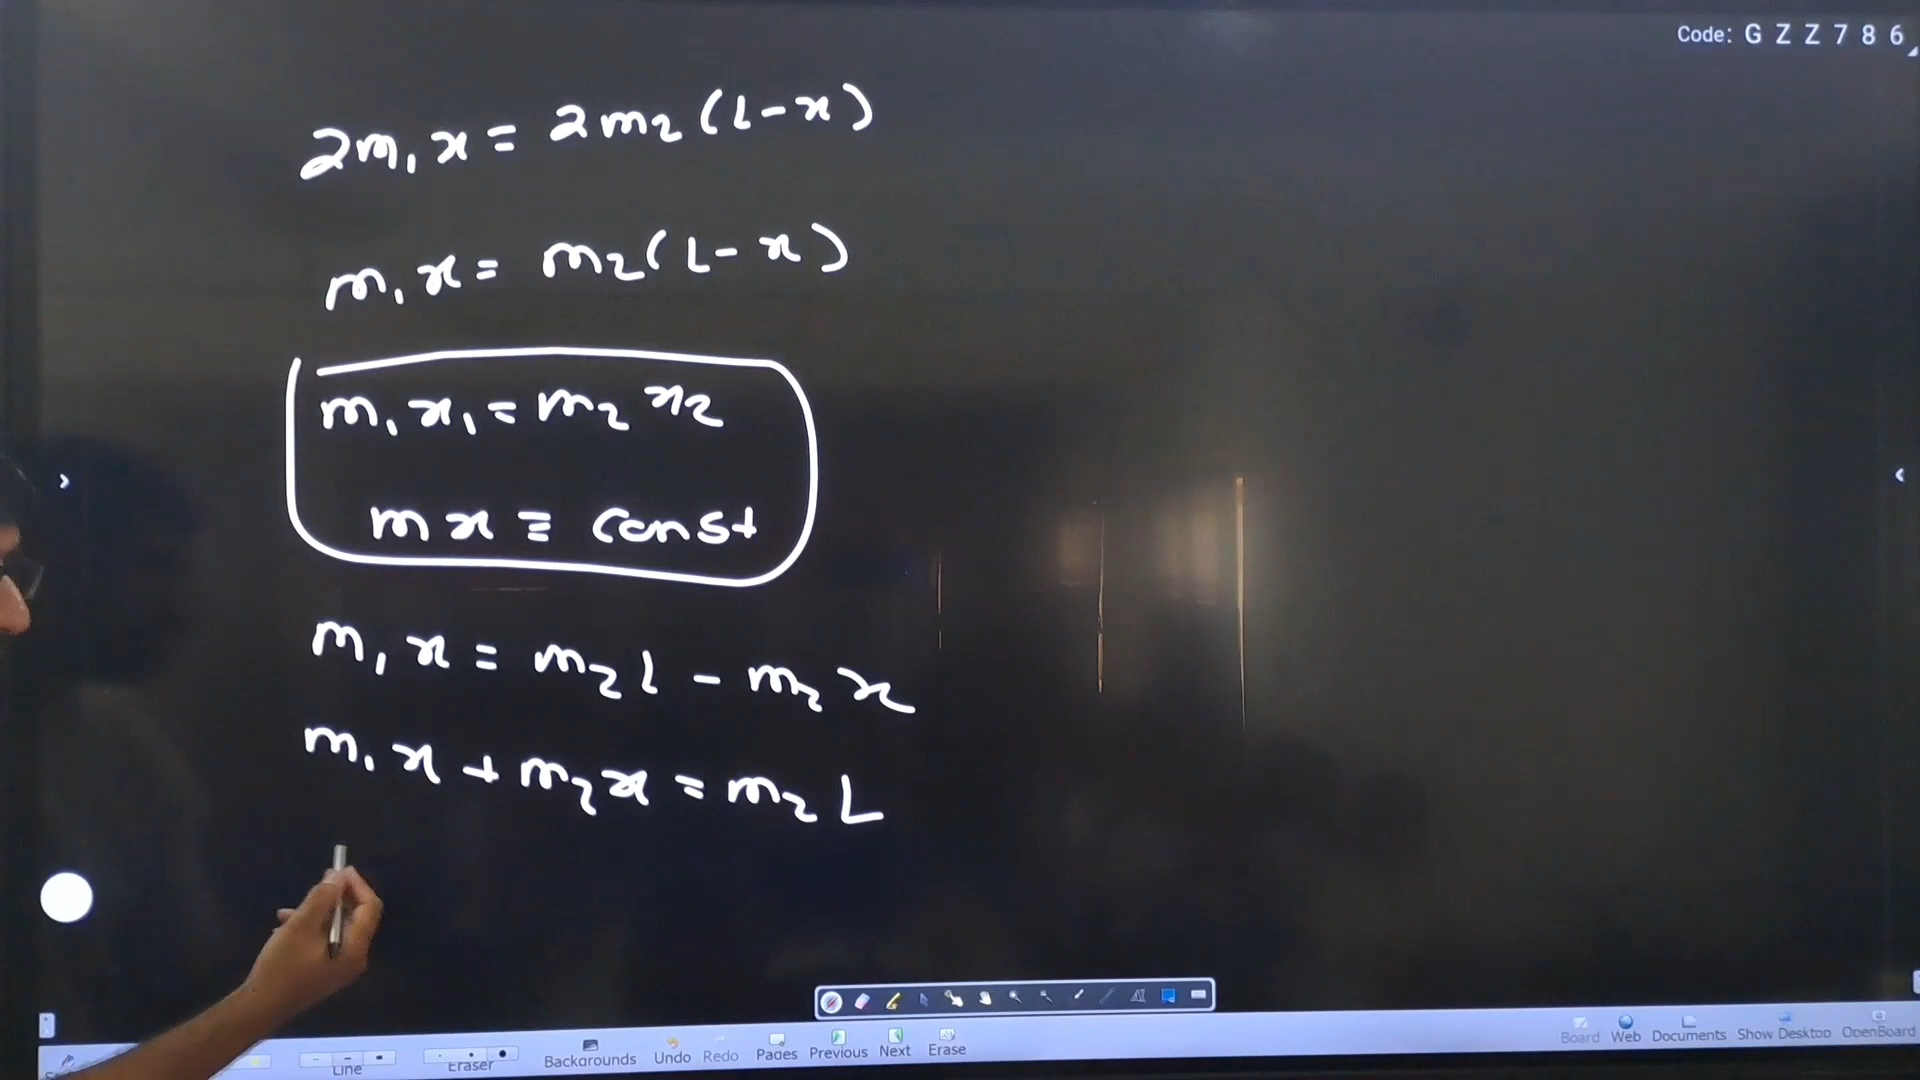 Code: G Z Z 7 8 6
2m₁x = 2m₂(L-x)
m₁x = m₂(L-x)
m₁x₁ = m₂x₂
mx ≡ const
m₁x = m₂L - m₂x
m₁x + m₂x = m₂L
Line Eraser Backgrounds Undo Redo Pages Previous Next Erase Board Web Documents Show Desktop OpenBoard